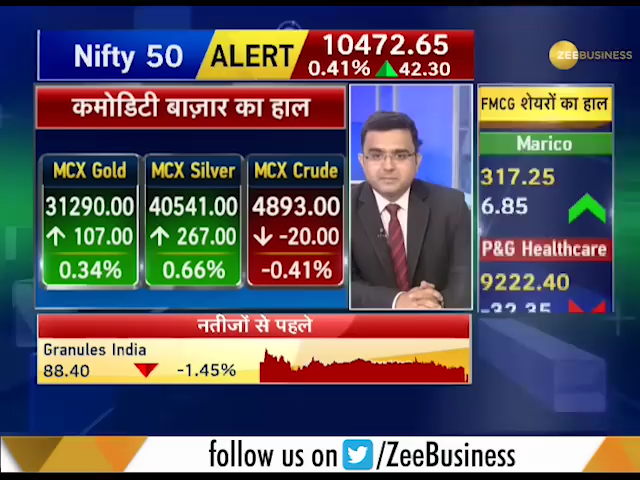 Nifty 50
ALERT
10472.65
0.41% 42.30
ZEEBUSINESS
कमोडिटी बाज़ार का हाल
MCX Gold
31290.00
107.00
0.34%
MCX Silver
40541.00
267.00
0.66%
MCX Crude
4893.00
-20.00
-0.41%
FMCG शेयरों का हाल
Marico
317.25
6.85
P&G Healthcare
9222.40
-32.35
नतीजों से पहले
Granules India
88.40 -1.45%
follow us on /ZeeBusiness